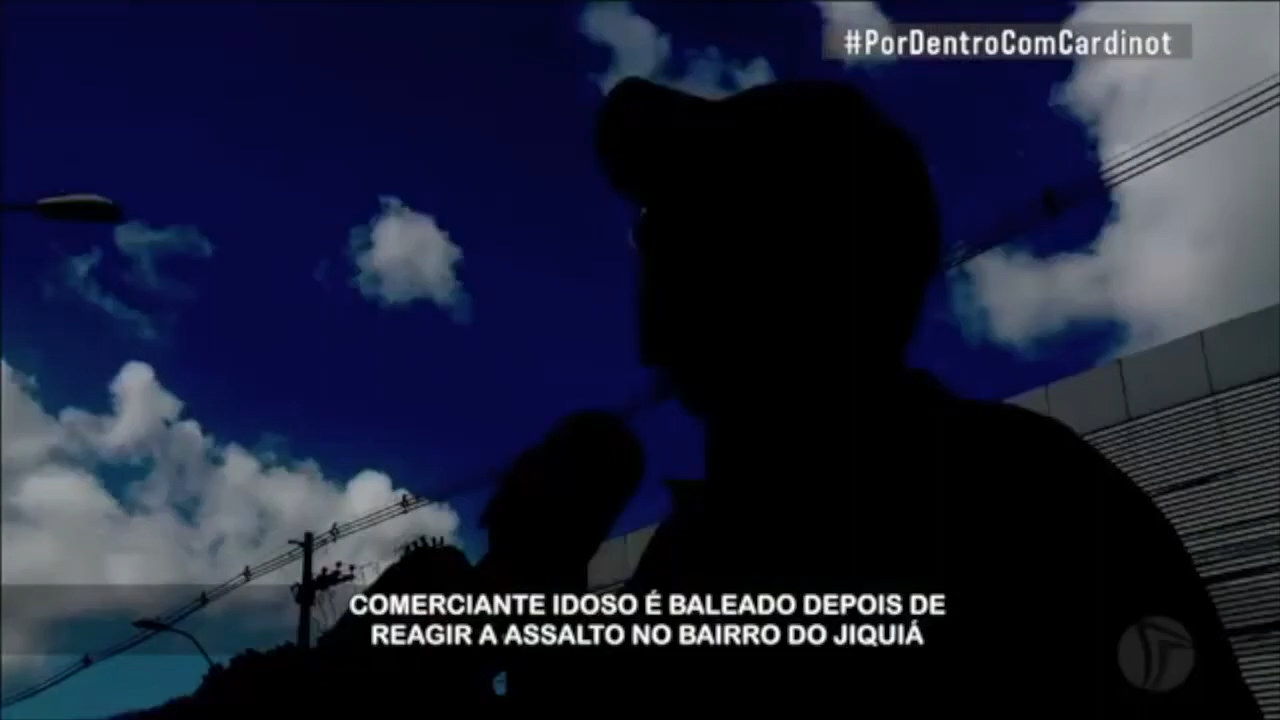 #PorDentroComCardinot
COMERCIANTE IDOSO É BALEADO DEPOIS DE
REAGIR A ASSALTO NO BAIRRO DO JIQUIÁ